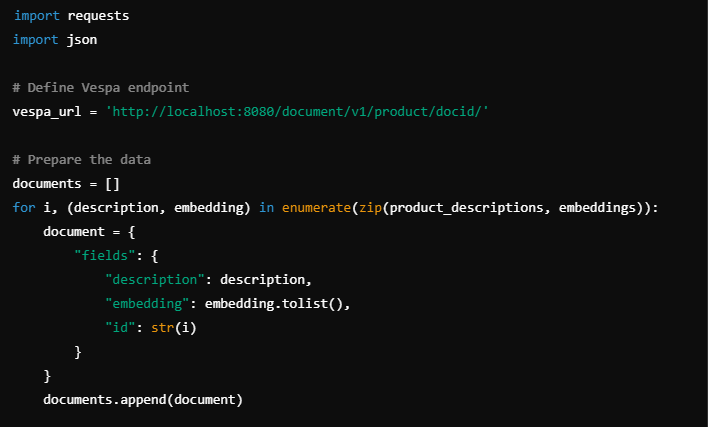 import requests
import json
# Define Vespa endpoint
vespa_url = 'http://localhost:8080/document/v1/product/docid/'
# Prepare the data
documents = []
for i, (description, embedding) in enumerate(zip(product_descriptions, embeddings)):
    document = {
        "fields": {
            "description": description,
            "embedding": embedding.tolist(),
            "id": str(i)
        }
    }
    documents.append(document)